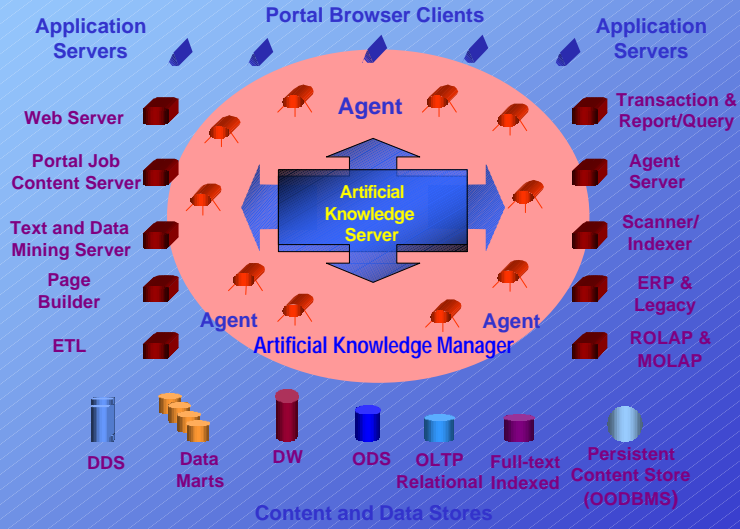 Portal Browser Clients
Application
Servers
Application
Servers
Agent
Web Server
Transaction &
Report/Query
Portal Job
Content Server
Agent
Server
Artificial
Knowledge
Server
Text and Data
Mining Server
Scanner/
Indexer
Page
Builder
ERP &
Legacy
Agent
Agent
ETL
Artificial Knowledge Manager
ROLAP &
MOLAP
DDS
Data
Marts
DW
ODS
OLTP
Relational
Full-text
Indexed
Persistent
Content Store
(OODBMS)
Content and Data Stores